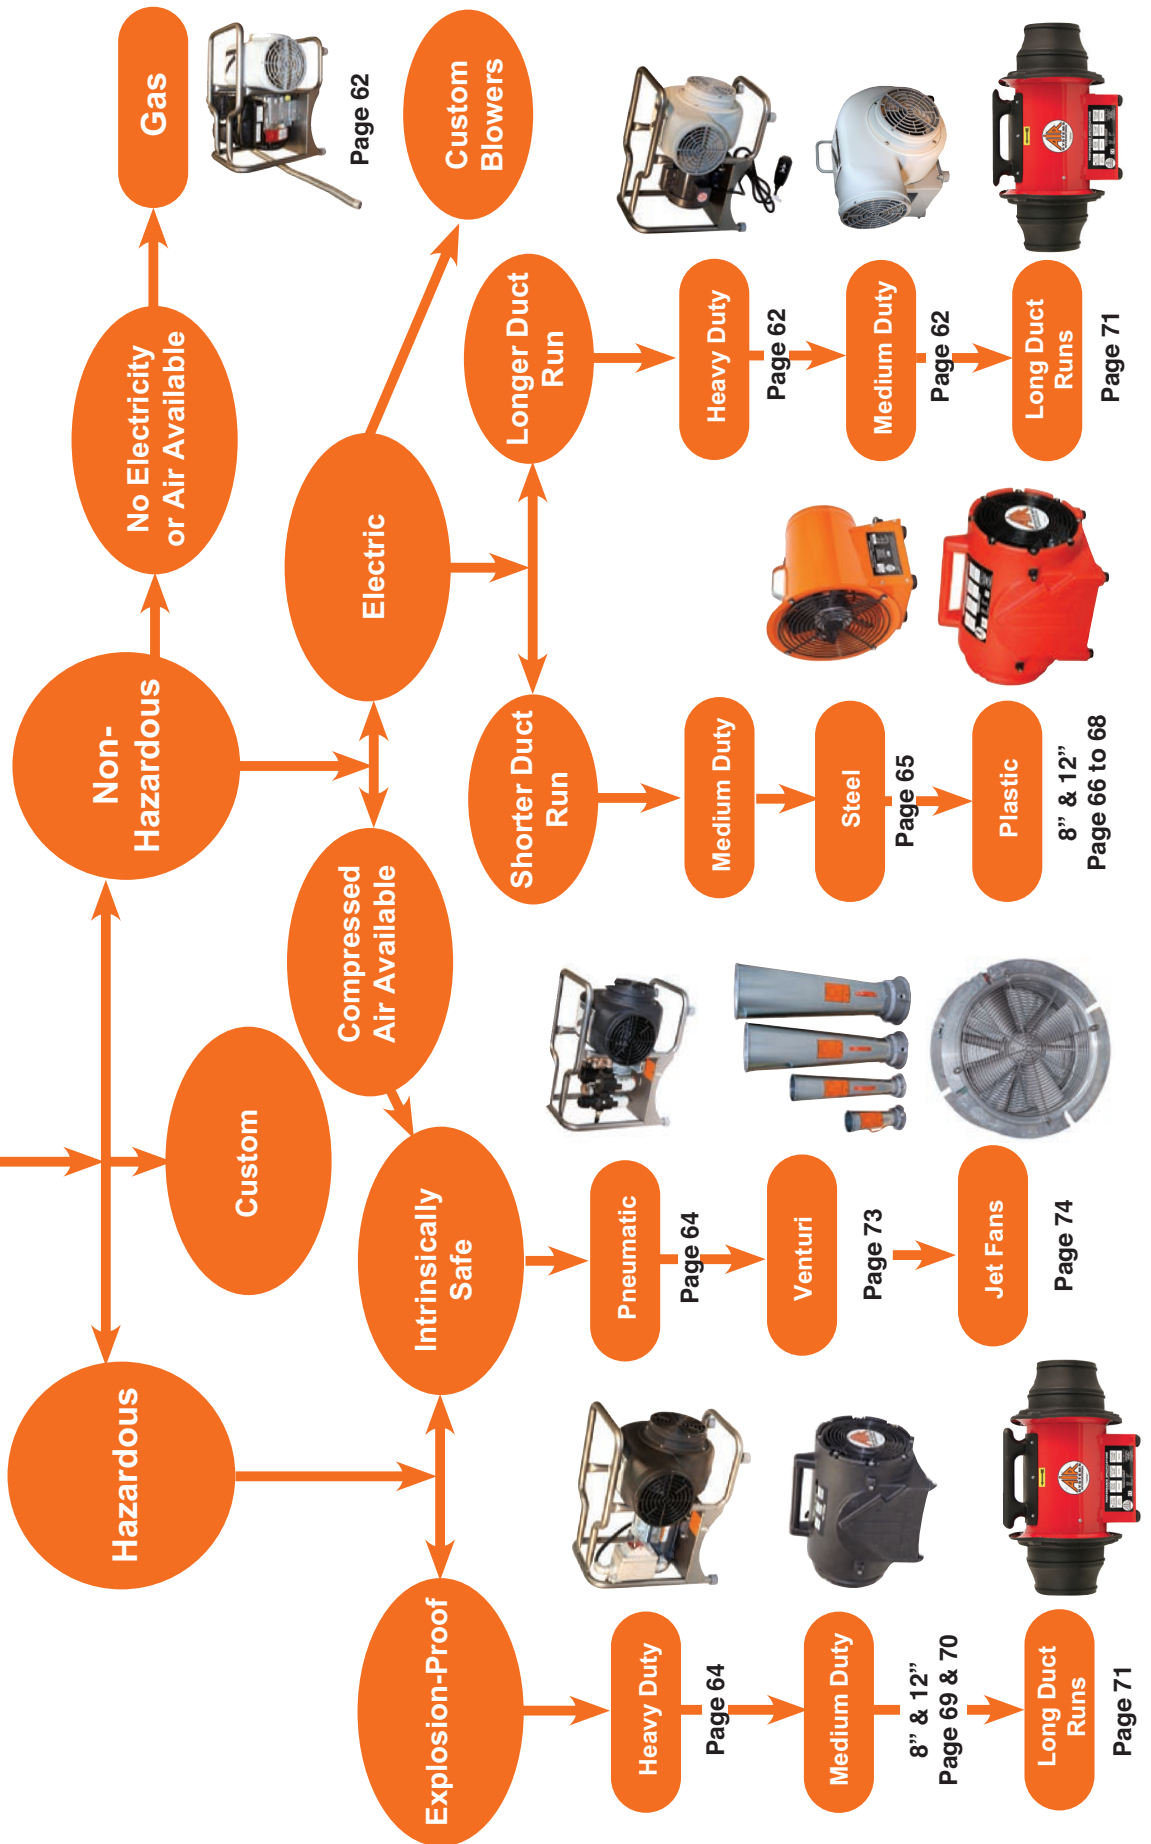 Hazardous
Custom
Non-
Hazardous
No Electricity
or Air Available
Gas
Page 62
Explosion-Proof
Intrinsically
Safe
Compressed
Air Available
Electric
Custom
Blowers
Shorter Duct
Run
Longer Duct
Run
Heavy Duty
Page 64
Medium Duty
8” & 12”
Page 69 & 70
Long Duct
Runs
Page 71
Pneumatic
Page 64
Venturi
Page 73
Jet Fans
Page 74
Medium Duty
Steel
Page 65
Plastic
8” & 12”
Page 66 to 68
Heavy Duty
Page 62
Medium Duty
Page 62
Long Duct
Runs
Page 71